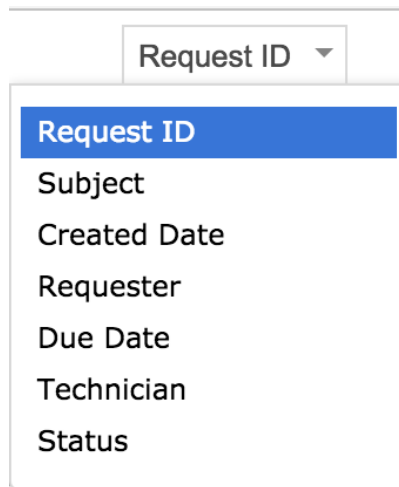 Request ID
Request ID
Subject
Created Date
Requester
Due Date
Technician
Status